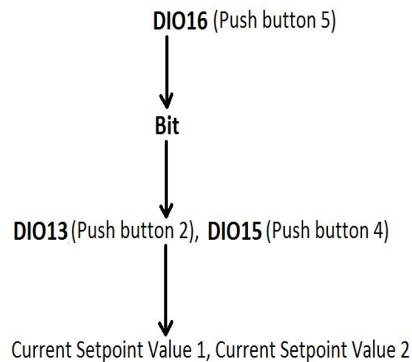 DIO16 (Push button 5)
Bit
DIO13 (Push button 2), DIO15 (Push button 4)
Current Setpoint Value 1, Current Setpoint Value 2